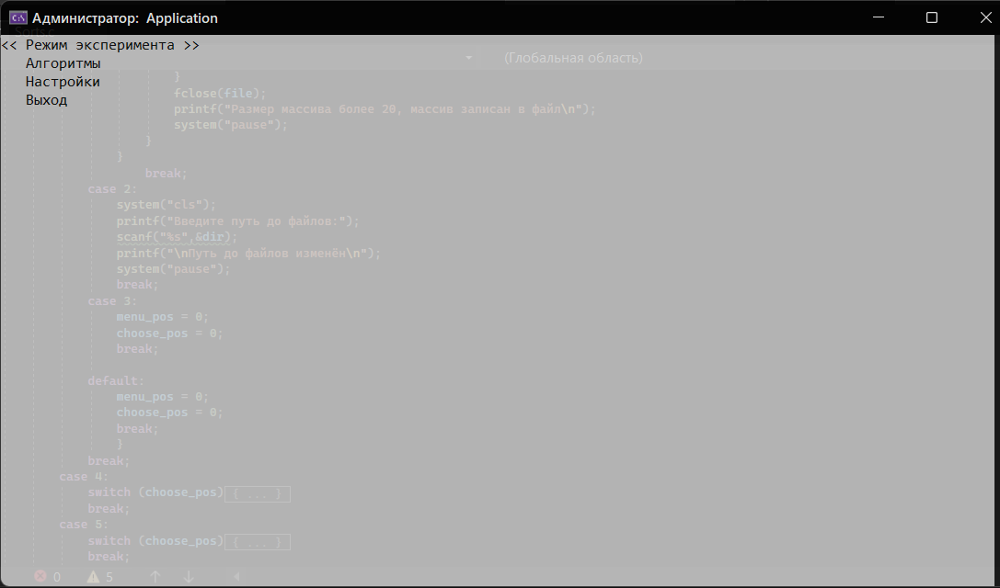 Администратор: Application
Sorts.c
<< Режим эксперимента >>
(Глобальная область)
Алгоритмы
Настройки
Выход
}
fclose(file);
printf("Размер массива более 20, массив записан в файл\n");
system("pause");
}
}
break;
case 2:
system("cls");
printf("Введите путь до файлов:");
scanf("%s",&dir);
printf("\nПуть до файлов изменён\n");
system("pause");
break;
case 3:
menu_pos = 0;
choose_pos = 0;
break;
default:
menu_pos = 0;
choose_pos = 0;
break;
}
break;
case 4:
switch (choose_pos){ ... }
break;
case 5:
switch (choose_pos){ ... }
break;
0 5